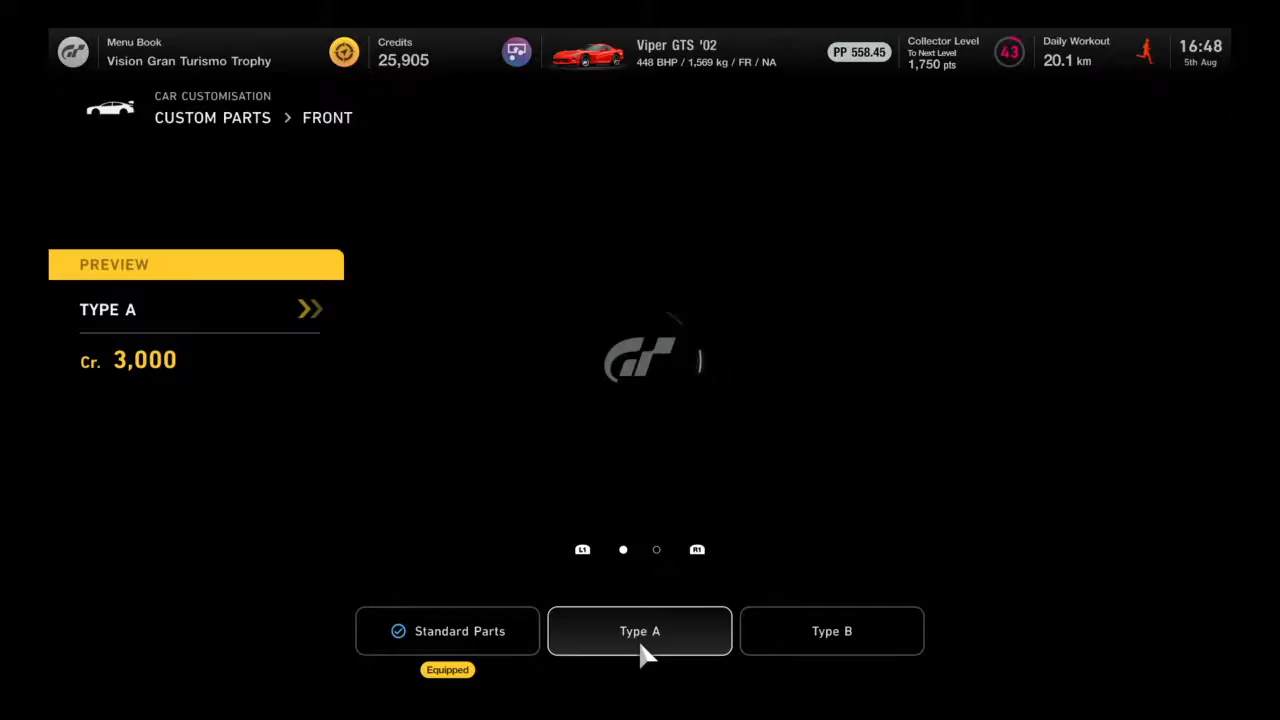 Menu Book
Vision Gran Turismo Trophy
Credits
25,905
Viper GTS '02
448 BHP / 1,569 kg / FR / NA
PP 558.45
Collector Level
To Next Level
1,750 pts
43
Daily Workout
20.1 km
16:48
5th Aug
CAR CUSTOMISATION
CUSTOM PARTS > FRONT
PREVIEW
TYPE A
Cr. 3,000
GT
L1
R1
Standard Parts
Type A
Type B
Equipped